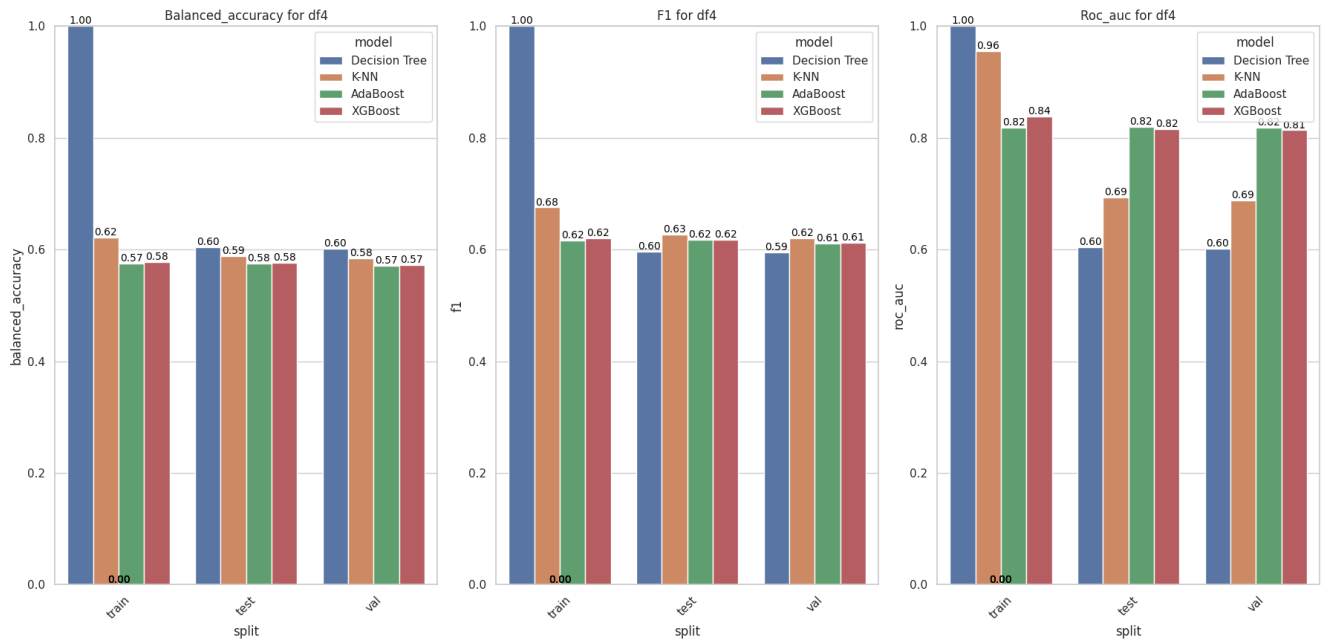 Balanced_accuracy for df4
1.00
1.0
model
Decision Tree
K-NN
AdaBoost
XGBoost
0.8
0.62
0.57
0.58
0.60
0.59
0.58
0.58
0.60
0.58
0.57
0.57
0.6
0.4
0.2
0.00
0.0
balanced_accuracy
train
test
val
split
F1 for df4
1.00
1.0
model
Decision Tree
K-NN
AdaBoost
XGBoost
0.8
0.68
0.62
0.62
0.60
0.63
0.62
0.62
0.59
0.62
0.61
0.61
0.6
0.4
0.2
0.00
0.0
f1
train
test
val
split
Roc_auc for df4
1.00
1.0
model
Decision Tree
K-NN
AdaBoost
XGBoost
0.96
0.82
0.84
0.8
0.60
0.69
0.82
0.82
0.60
0.69
0.82
0.81
0.6
0.4
0.2
0.00
0.0
roc_auc
train
test
val
split